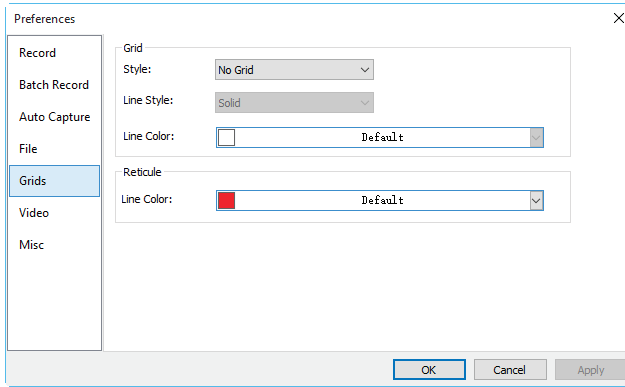 Preferences
Record
Batch Record
Auto Capture
File
Grids
Video
Misc
Grid
Style: No Grid
Line Style: Solid
Line Color: Default
Reticule
Line Color: Default
OK Cancel Apply